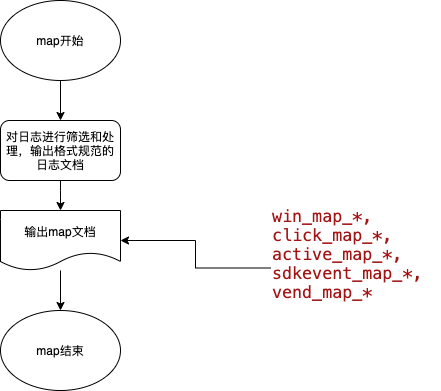 map开始
对日志进行筛选和处
理，输出格式规范的
日志文档
输出map文档
win_map_*,
click_map_*,
active_map_*,
sdkevent_map_*,
vend_map_*
map结束